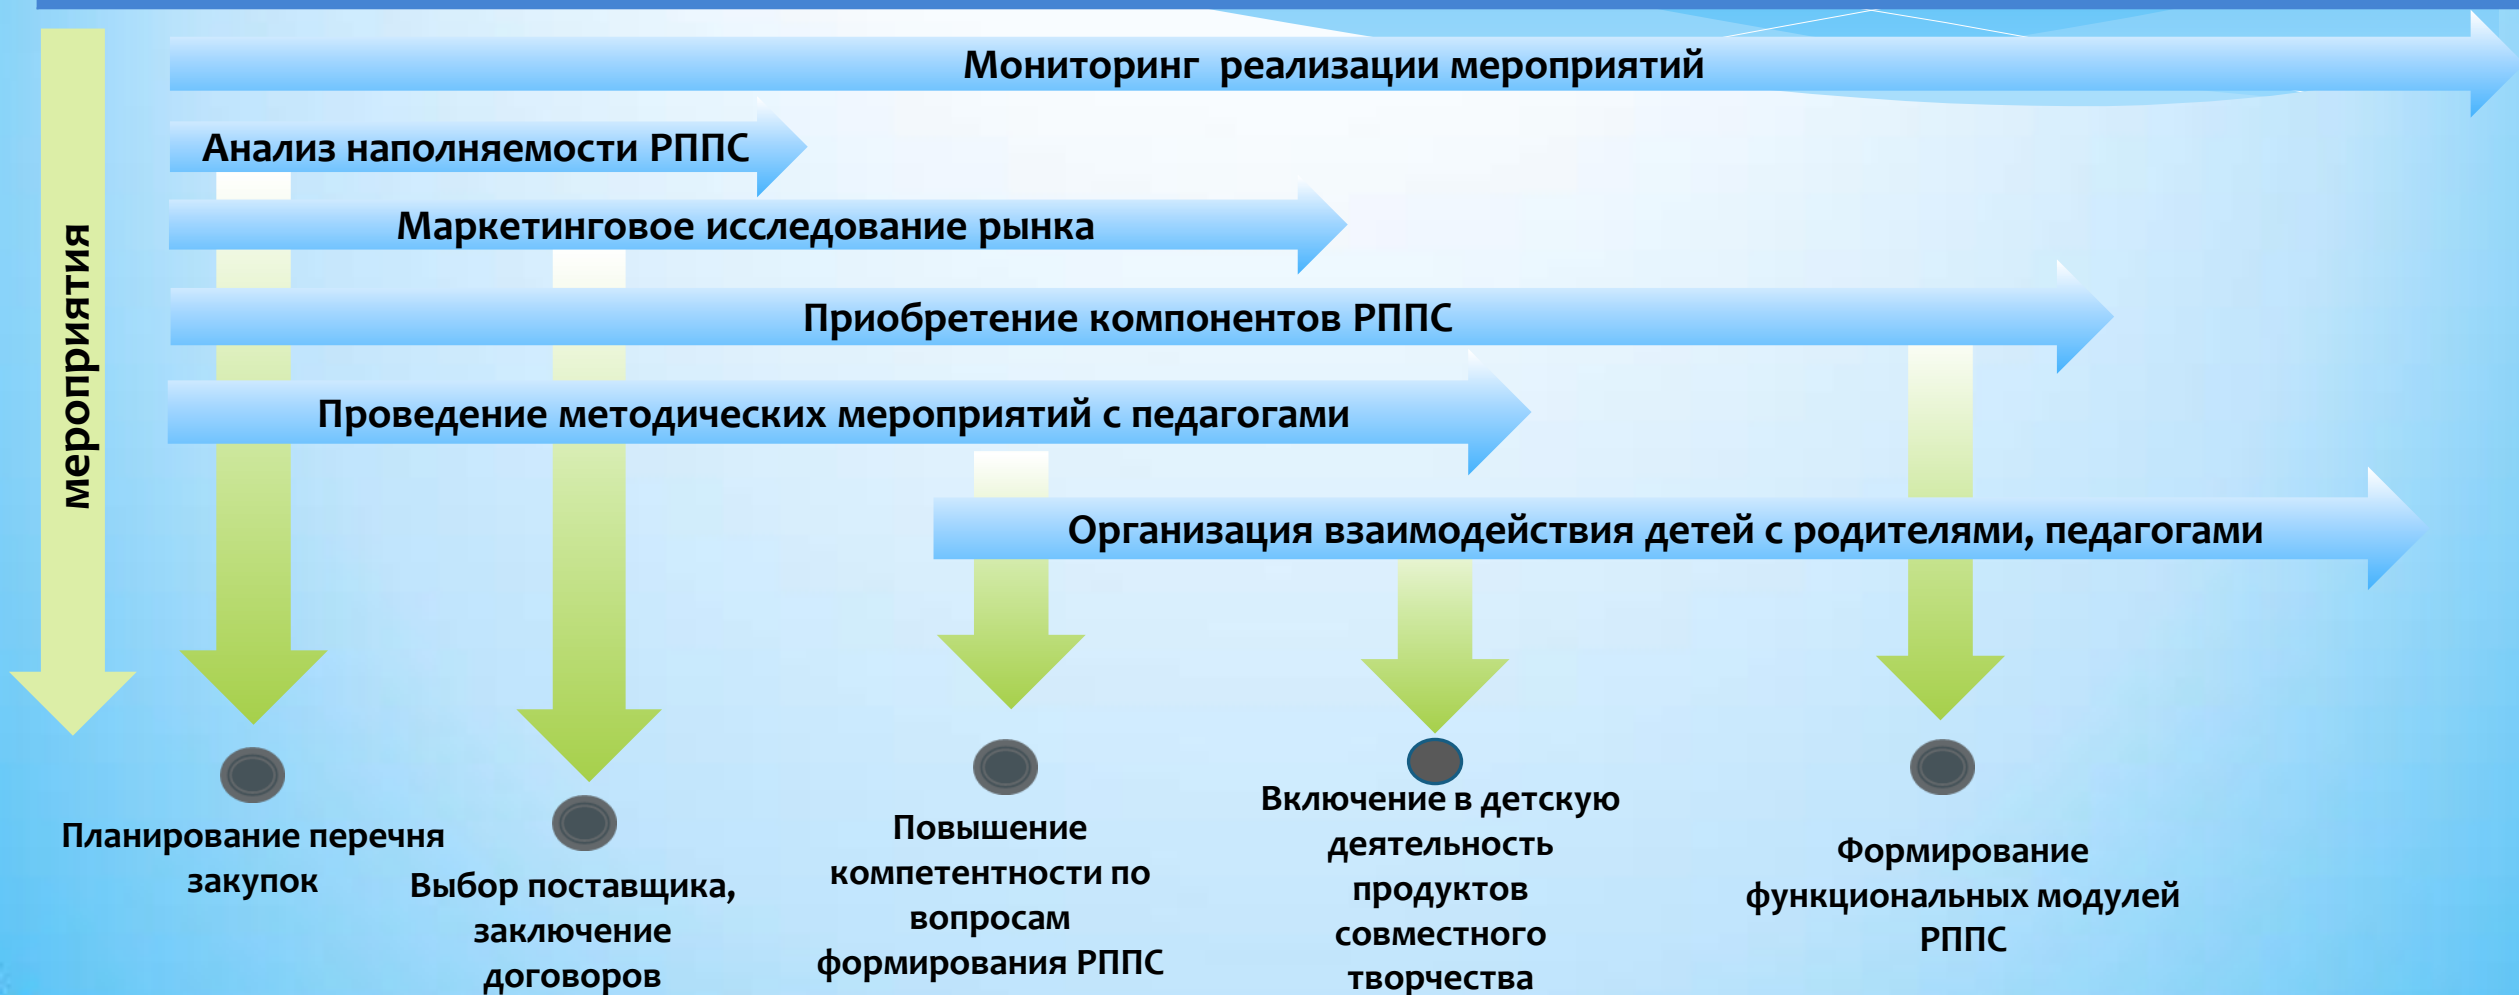 Мониторинг реализации мероприятий
Анализ наполняемости РППС
Маркетинговое исследование рынка
мероприятия
Приобретение компонентов РППС
Проведение методических мероприятий с педагогами
Организация взаимодействия детей с родителями, педагогами
Планирование перечня
закупок
Выбор поставщика,
заключение
договоров
Повышение
компетентности по
вопросам
формирования РППС
Включение в детскую
деятельность
продуктов
совместного
творчества
Формирование
функциональных модулей
РППС